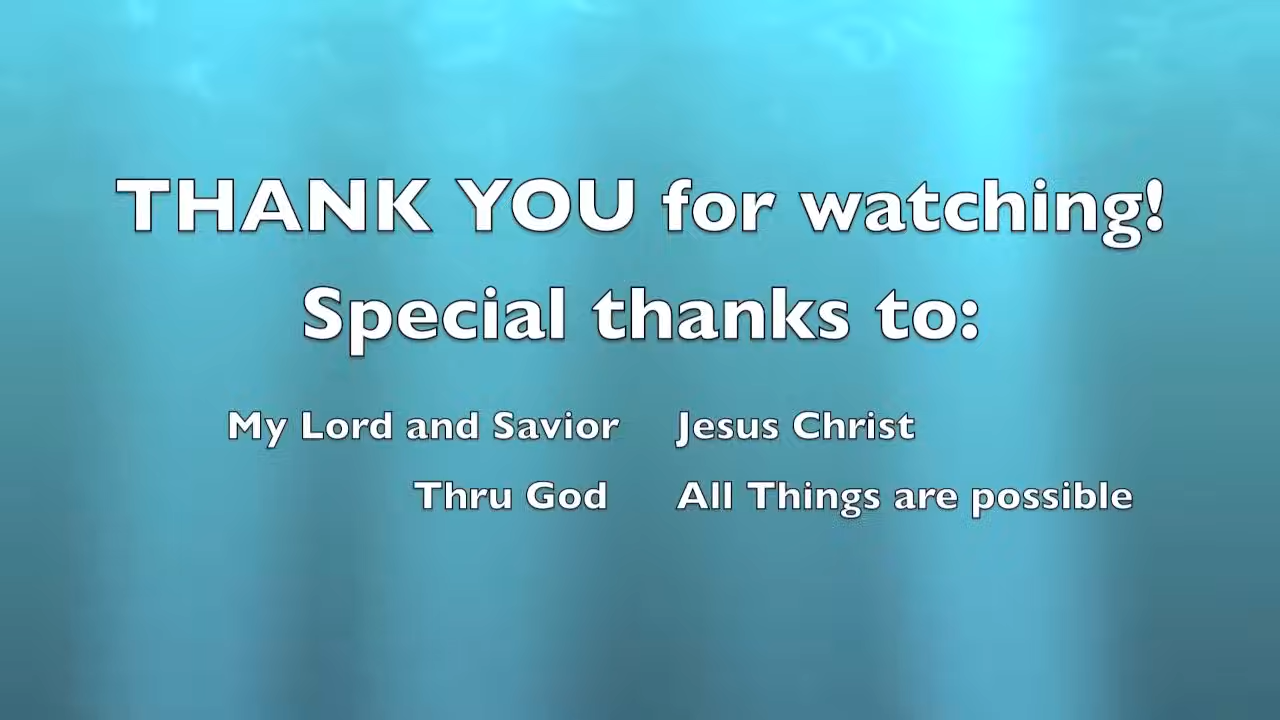 THANK YOU for watching!
Special thanks to:
My Lord and Savior Jesus Christ
Thru God All Things are possible